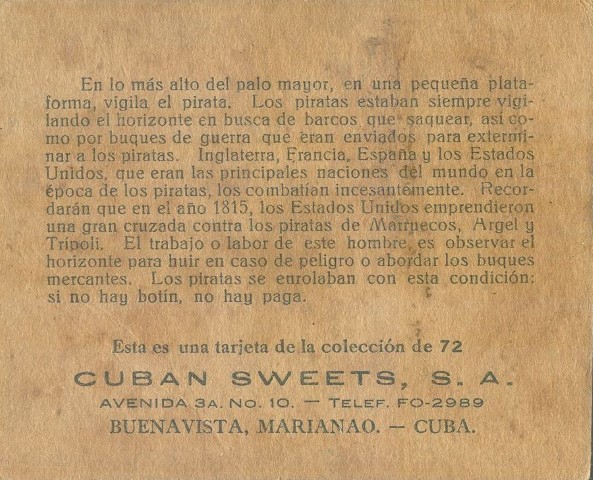 En lo más alto del palo mayor, en una pequeña plata-
forma, vigila el pirata. Los piratas estaban siempre vigi-
lando el horizonte en busca de barcos que saquear, así co-
mo por buques de guerra que eran enviados para extermi-
nar a los piratas. Inglaterra, Francia, España y los Estados
Unidos, que eran las principales naciones del mundo en la
época de los piratas, los combatían incesantemente. Recor-
darán que en el año 1815, los Estados Unidos emprendieron
una gran cruzada contra los piratas de Marruecos, Argel y
Trípoli. El trabajo o labor de este hombre es observar el
horizonte para huir en caso de peligro o abordar los buques
mercantes. Los piratas se enrolaban con esta condición:
si no hay botín, no hay paga.
Esta es una tarjeta de la colección de 72
CUBAN SWEETS, S. A.
AVENIDA 3A. No. 10. — TELEF. FO-2989
BUENAVISTA, MARIANAO. — CUBA.